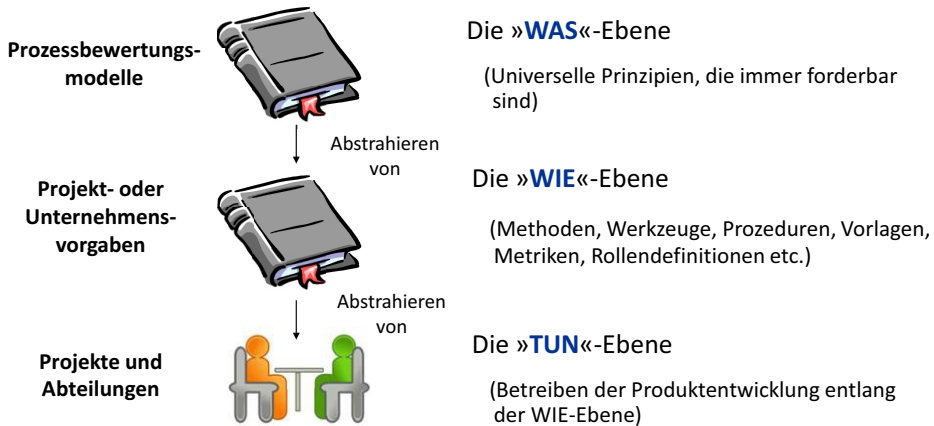 Prozessbewertungs-
modelle
Die »WAS«-Ebene
(Universelle Prinzipien, die immer forderbar
sind)
Abstrahieren
von
Projekt- oder
Unternehmens-
vorgaben
Die »WIE«-Ebene
(Methoden, Werkzeuge, Prozeduren, Vorlagen,
Metriken, Rollendefinitionen etc.)
Abstrahieren
von
Projekte und
Abteilungen
Die »TUN«-Ebene
(Betreiben der Produktentwicklung entlang
der WIE-Ebene)